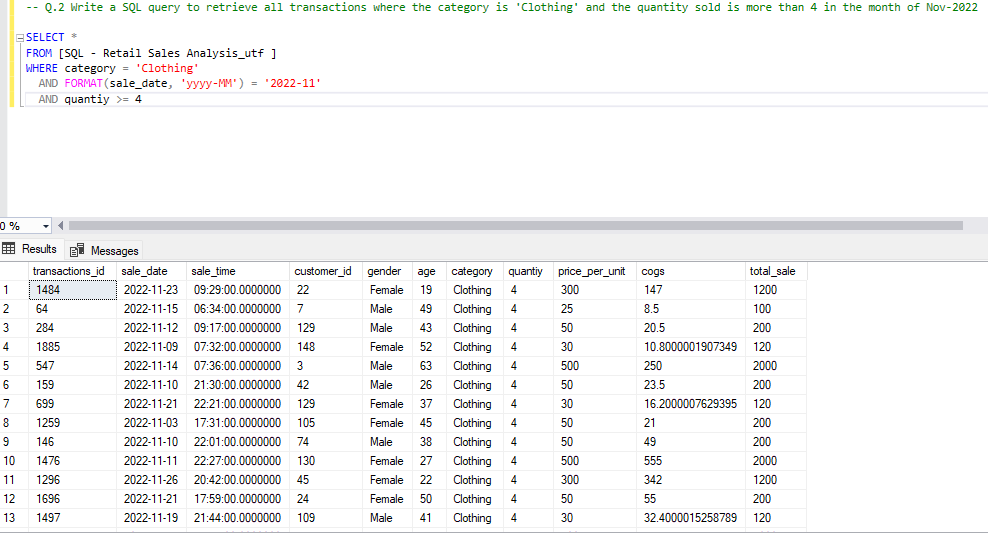 -- Q.2 Write a SQL query to retrieve all transactions where the category is 'Clothing' and the quantity sold is more than 4 in the month of Nov-2022
SELECT *
FROM [SQL - Retail Sales Analysis_utf ]
WHERE category = 'Clothing'
AND FORMAT(sale_date, 'yyyy-MM') = '2022-11'
AND quantiy >= 4
0 %
Results Messages
transactions_id sale_date sale_time customer_id gender age category quantiy price_per_unit cogs total_sale
1 1484 2022-11-23 09:29:00.0000000 22 Female 19 Clothing 4 300 147 1200
2 64 2022-11-15 06:34:00.0000000 7 Male 49 Clothing 4 25 8.5 100
3 284 2022-11-12 09:17:00.0000000 129 Male 43 Clothing 4 50 20.5 200
4 1885 2022-11-09 07:32:00.0000000 148 Female 52 Clothing 4 30 10.8000001907349 120
5 547 2022-11-14 07:36:00.0000000 3 Male 63 Clothing 4 500 250 2000
6 159 2022-11-10 21:30:00.0000000 42 Male 26 Clothing 4 50 23.5 200
7 699 2022-11-21 22:21:00.0000000 129 Female 37 Clothing 4 30 16.2000007629395 120
8 1259 2022-11-03 17:31:00.0000000 105 Female 45 Clothing 4 50 21 200
9 146 2022-11-10 22:01:00.0000000 74 Male 38 Clothing 4 50 49 200
10 1476 2022-11-11 22:27:00.0000000 130 Female 27 Clothing 4 500 555 2000
11 1296 2022-11-26 20:42:00.0000000 45 Female 22 Clothing 4 300 342 1200
12 1696 2022-11-21 17:59:00.0000000 24 Female 50 Clothing 4 50 55 200
13 1497 2022-11-19 21:44:00.0000000 109 Male 41 Clothing 4 30 32.4000015258789 120